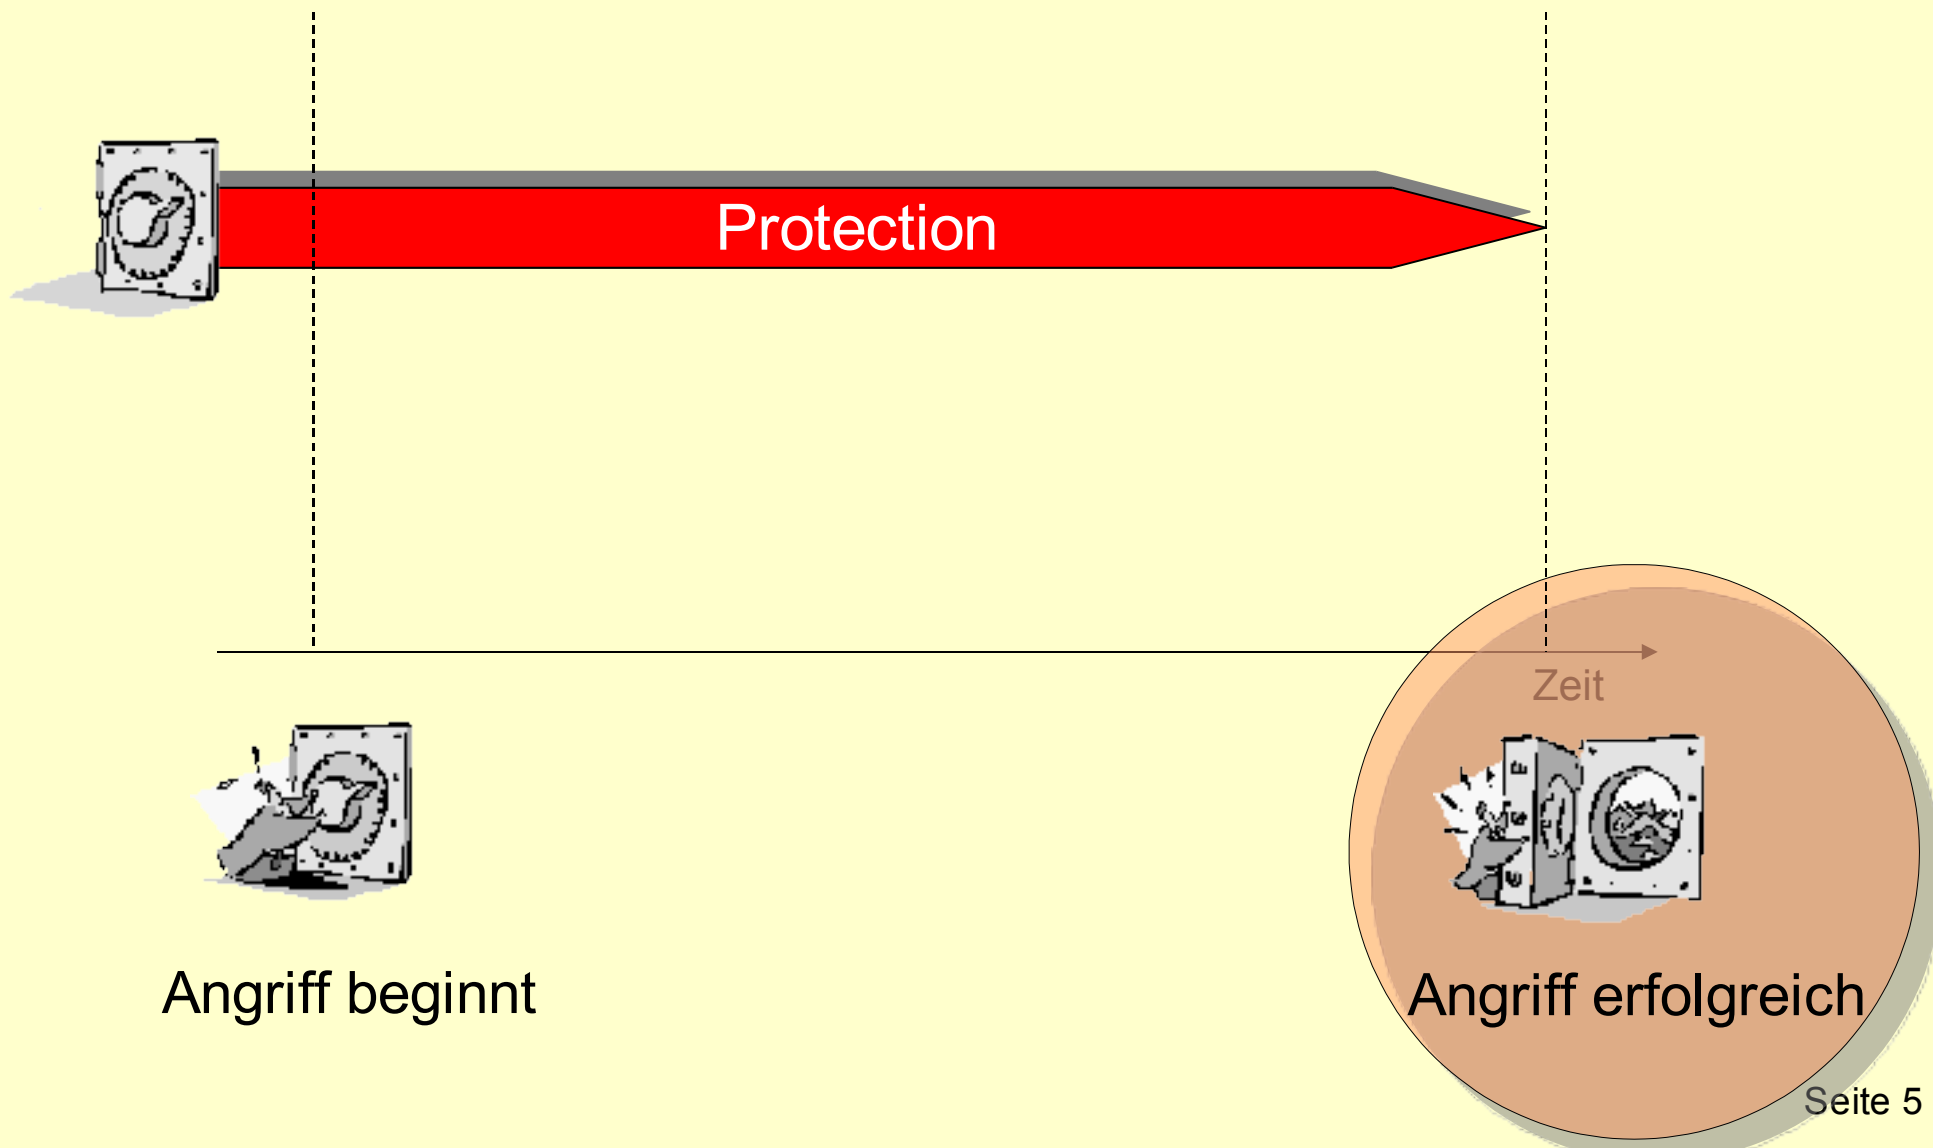 Protection
Zeit
Angriff beginnt
Angriff erfolgreich
Seite 5